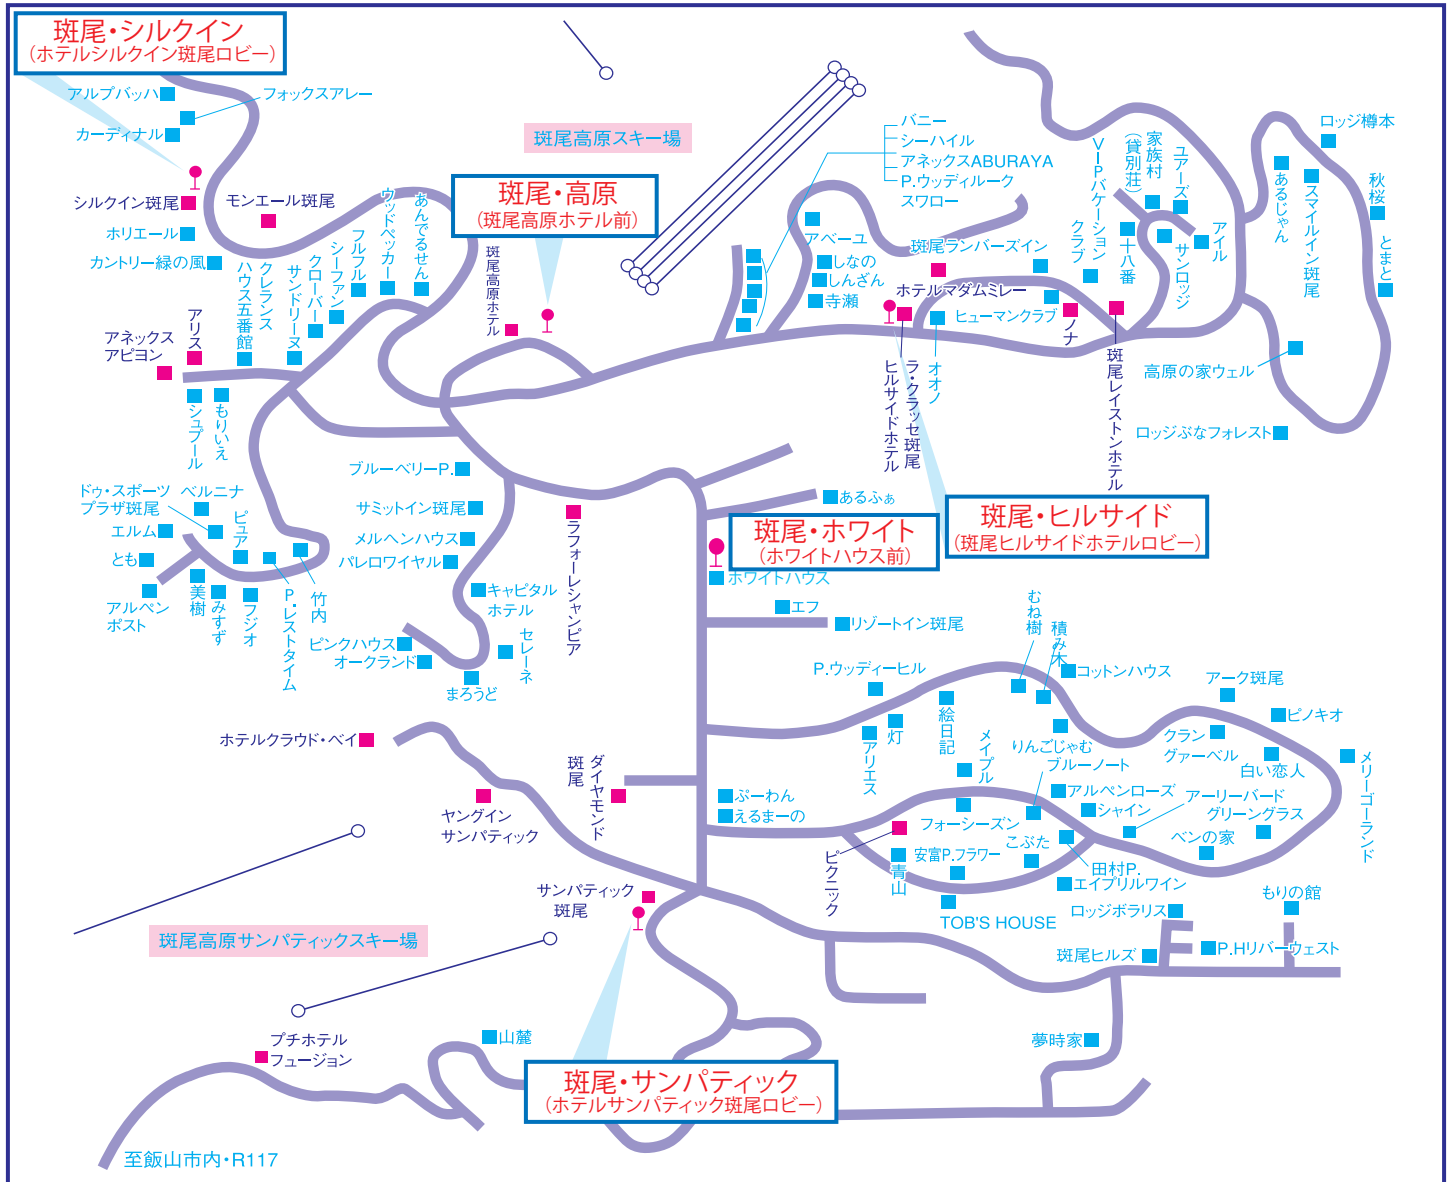 斑尾・シルクイン
(ホテルシルクイン斑尾ロビー)
アルプバッハ
フォックスアレー
カーディナル
シルクイン斑尾
モンエール斑尾
ホリエール
カントリー緑の風
ハウス五番館
クレランス
サンドリーヌ
クローバー
シーファン
フルフル
ウッドペッカー
あんでるせん
アリス
アネックス
アピヨン
シュプール
もりいえ
斑尾高原スキー場
斑尾・高原
(斑尾高原ホテル前)
斑尾高原ホテル
バニー
シーハイル
アネックスABURAYA
P.ウッディルーク
スワロー
アベーユ
しなの
しんざん
寺瀬
斑尾ランバーズイン
ホテルマダムミレー
ヒューマンクラブ
VIPバケーション
クラブ
家族村
(貸別荘)
ユアーズ
十八番
サンロッジ
アイル
ノナ
オオノ
ラ・クラッセ斑尾
ヒルサイドホテル
斑尾レイストンホテル
ロッジ樽本
あるじゃん
スマイルイン斑尾
秋桜
とまと
高原の家ウェル
ロッジぶなフォレスト
ブルーベリーP.
サミットイン斑尾
メルヘンハウス
パレロワイヤル
ラフォーレシャンピア
キャピタル
ホテル
セレーネ
ピンクハウス
オークランド
まろうど
ドゥ・スポーツ
プラザ斑尾
ベルニナ
エルム
ピュア
とも
アルペン
ポスト
美樹
みすず
フジオ
P.レストタイム
竹内
あるふぁ
斑尾・ホワイト
(ホワイトハウス前)
ホワイトハウス
斑尾・ヒルサイド
(斑尾ヒルサイドホテルロビー)
エフ
リゾートイン斑尾
むね樹
積み木
コットンハウス
P.ウッディーヒル
灯
アリエス
絵日記
メイプル
りんごじゃむ
ブルーノート
アーク斑尾
ピノキオ
クラン
グァーベル
白い恋人
メリーゴーランド
アルペンローズ
シャイン
アーリーバード
グリーングラス
ベンの家
ホテルクラウド・ベイ
ダイヤモンド
斑尾
ヤングイン
サンパティック
ぷーわん
えるまーの
フォーシーズン
こぶた
ピクニック
青山
安富P.フラワー
田村P.
エイプリルワイン
TOB'S HOUSE
ロッジポラリス
もりの館
斑尾ヒルズ
P.Hリバーウェスト
サンパティック
斑尾
斑尾高原サンパティックスキー場
プチホテル
フュージョン
山麓
夢時家
斑尾・サンパティック
(ホテルサンパティック斑尾ロビー)
至飯山市内・R117